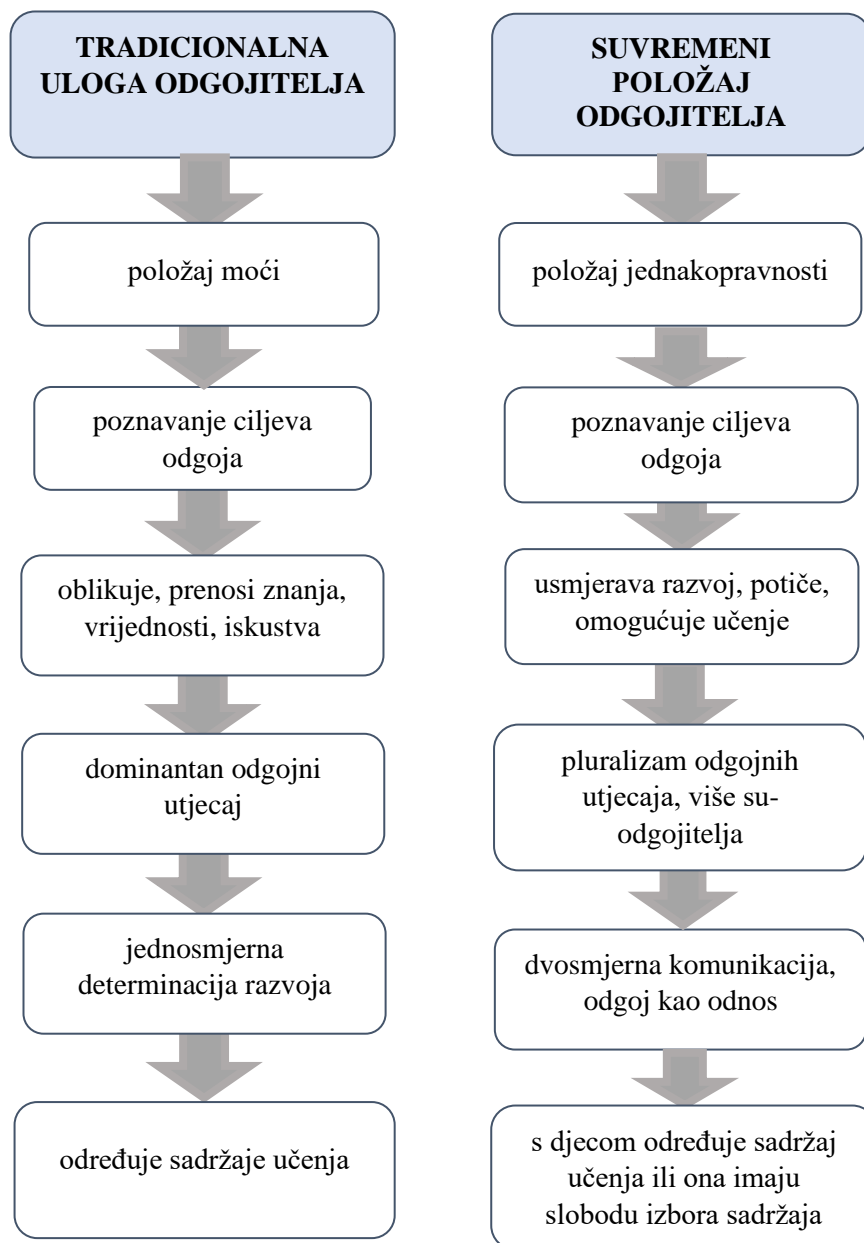 TRADICIONALNA
ULOGA ODGOJITELJA
položaj moći
poznavanje ciljeva
odgoja
oblikuje, prenosi znanja,
vrijednosti, iskustva
dominantan odgojni
utjecaj
jednosmjerna
determinacija razvoja
određuje sadržaje učenja
SUVREMENI
POLOŽAJ
ODGOJITELJA
položaj jednakopravnosti
poznavanje ciljeva
odgoja
usmjerava razvoj, potiče,
omogućuje učenje
pluralizam odgojnih
utjecaja, više su-
odgojitelja
dvosmjerna komunikacija,
odgoj kao odnos
s djecom određuje sadržaj
učenja ili ona imaju
slobodu izbora sadržaja